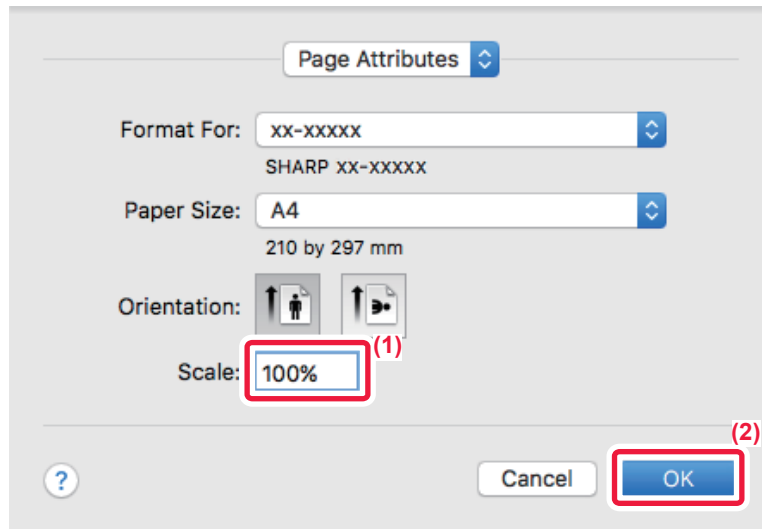 Page Attributes
Format For: xx-xxxxx
SHARP xx-xxxxx
Paper Size: A4
210 by 297 mm
Orientation:
(1)
Scale: 100%
(2)
? Cancel OK